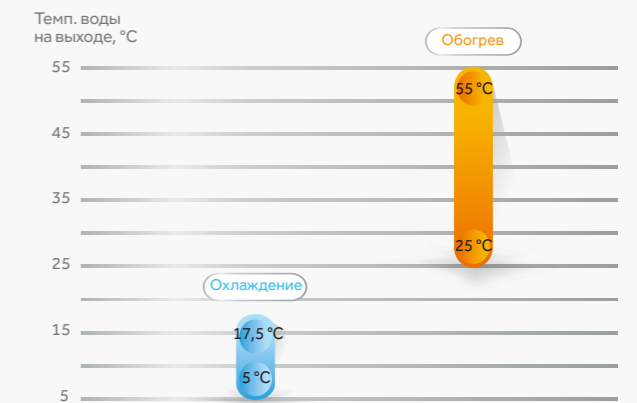 Темп. воды
на выходе, °C
Обогрев
55
55 °C
45
35
25 °C
25
Охлаждение
15
17,5 °C
5 °C
5